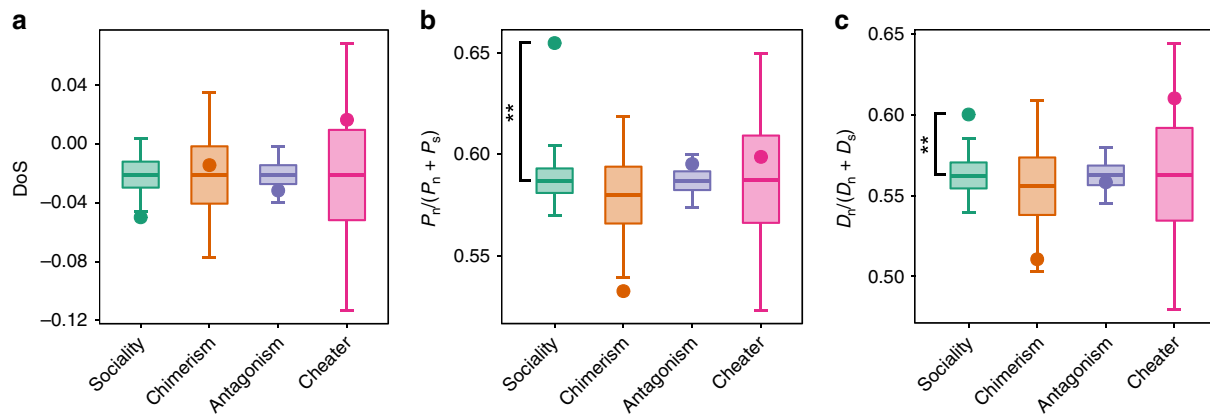 a
DoS
0.04
0.00
−0.04
−0.08
−0.12
Sociality
Chimerism
Antagonism
Cheater
b
Pn/(Pn + Ps)
0.65
0.60
0.55
**
Sociality
Chimerism
Antagonism
Cheater
c
Dn/(Dn + Ds)
0.65
0.60
0.55
0.50
**
Sociality
Chimerism
Antagonism
Cheater